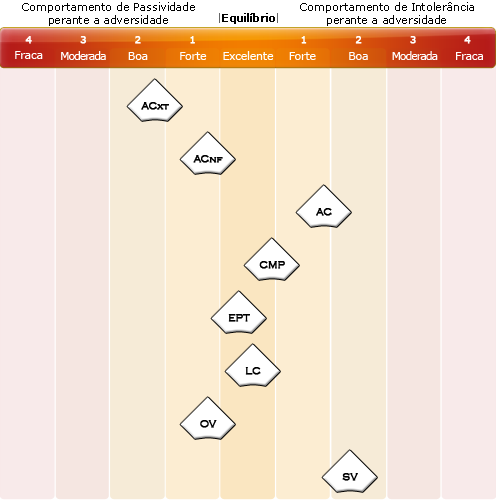 Comportamento de Passividade
perante a adversidade
|Equilíbrio|
Comportamento de Intolerância
perante a adversidade
4 3 2 1 1 2 3 4
Fraca Moderada Boa Forte Excelente Forte Boa Moderada Fraca
ACXT
ACNF
AC
CMP
EPT
LC
OV
SV